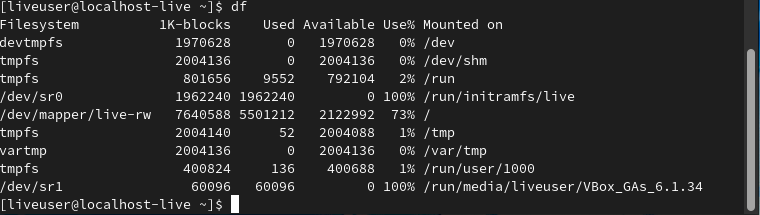 [liveuser@localhost-live ~]$ df
Filesystem 1K-blocks Used Available Use% Mounted on
devtmpfs 1970628 0 1970628 0% /dev
tmpfs 2004136 0 2004136 0% /dev/shm
tmpfs 801656 9552 792104 2% /run
/dev/sr0 1962240 1962240 0 100% /run/initramfs/live
/dev/mapper/live-rw 7640588 5501212 2122992 73% /
tmpfs 2004140 52 2004088 1% /tmp
vartmp 2004136 0 2004136 0% /var/tmp
tmpfs 400824 136 400688 1% /run/user/1000
/dev/sr1 60096 60096 0 100% /run/media/liveuser/VBox_GAs_6.1.34
[liveuser@localhost-live ~]$